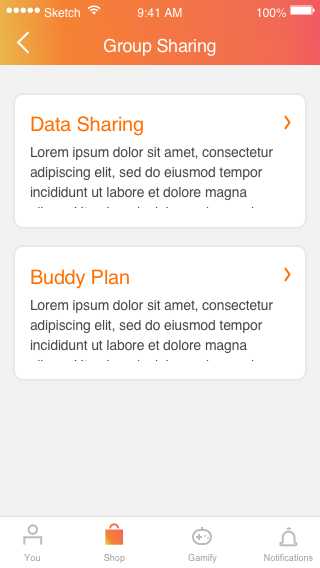 Sketch 9:41 AM 100%
Group Sharing
Data Sharing
Lorem ipsum dolor sit amet, consectetur
adipiscing elit, sed do eiusmod tempor
incididunt ut labore et dolore magna
Buddy Plan
Lorem ipsum dolor sit amet, consectetur
adipiscing elit, sed do eiusmod tempor
incididunt ut labore et dolore magna
You Shop Gamify Notifications